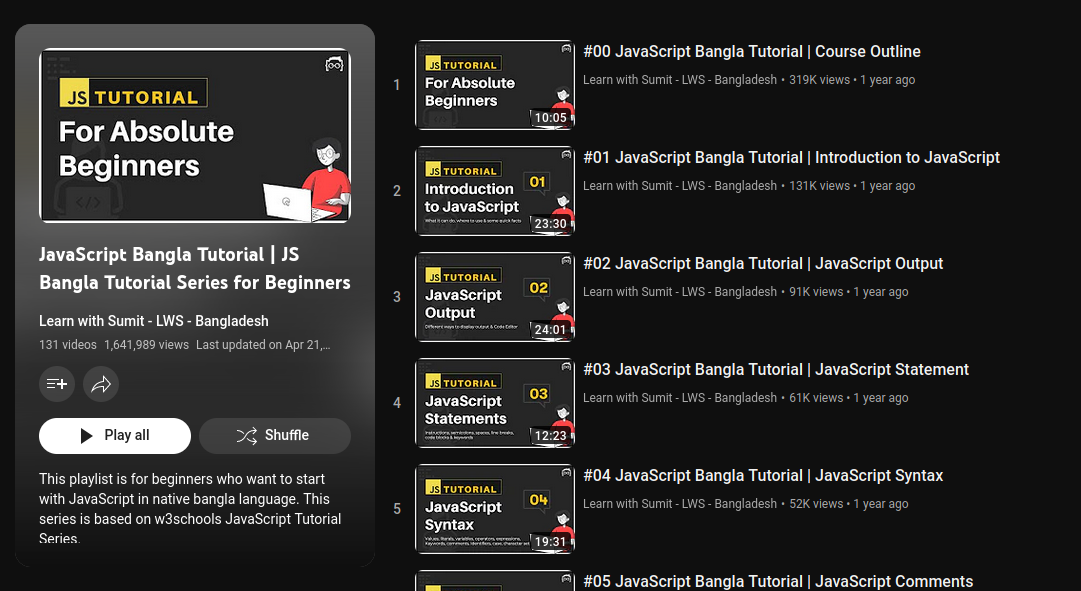 JS TUTORIAL
For Absolute
Beginners
JavaScript Bangla Tutorial | JS
Bangla Tutorial Series for Beginners
Learn with Sumit - LWS - Bangladesh
131 videos 1,641,989 views Last updated on Apr 21,...
Play all
Shuffle
This playlist is for beginners who want to start
with JavaScript in native bangla language. This
series is based on w3schools JavaScript Tutorial
Series.
1
JS TUTORIAL
For Absolute
Beginners
10:05
#00 JavaScript Bangla Tutorial | Course Outline
Learn with Sumit - LWS - Bangladesh • 319K views • 1 year ago
2
JS TUTORIAL
01
Introduction
to JavaScript
What it can do, where to use & some quick facts
23:30
#01 JavaScript Bangla Tutorial | Introduction to JavaScript
Learn with Sumit - LWS - Bangladesh • 131K views • 1 year ago
3
JS TUTORIAL
02
JavaScript
Output
Different ways to display output & Code Editor
24:01
#02 JavaScript Bangla Tutorial | JavaScript Output
Learn with Sumit - LWS - Bangladesh • 91K views • 1 year ago
4
JS TUTORIAL
03
JavaScript
Statements
Instructions, semicolons, spaces, line breaks,
code blocks & keywords
12:23
#03 JavaScript Bangla Tutorial | JavaScript Statement
Learn with Sumit - LWS - Bangladesh • 61K views • 1 year ago
5
JS TUTORIAL
04
JavaScript
Syntax
Values, literals, variables, operators, expressions,
Keywords, comments, identifiers, case, character set
19:31
#04 JavaScript Bangla Tutorial | JavaScript Syntax
Learn with Sumit - LWS - Bangladesh • 52K views • 1 year ago
#05 JavaScript Bangla Tutorial | JavaScript Comments